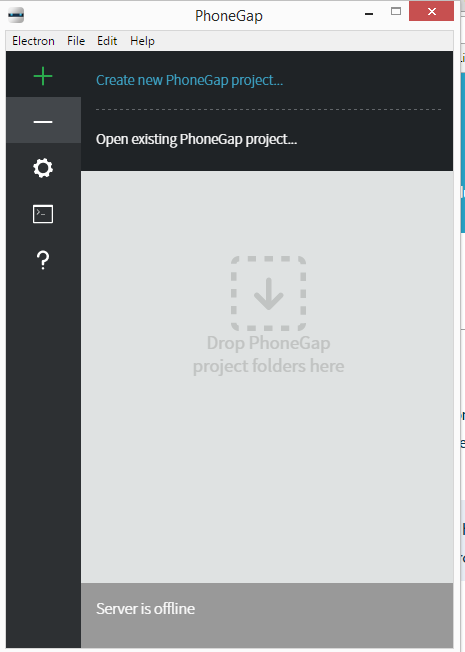 PhoneGap
Electron File Edit Help
Create new PhoneGap project...
Open existing PhoneGap project...
Drop PhoneGap
project folders here
Server is offline